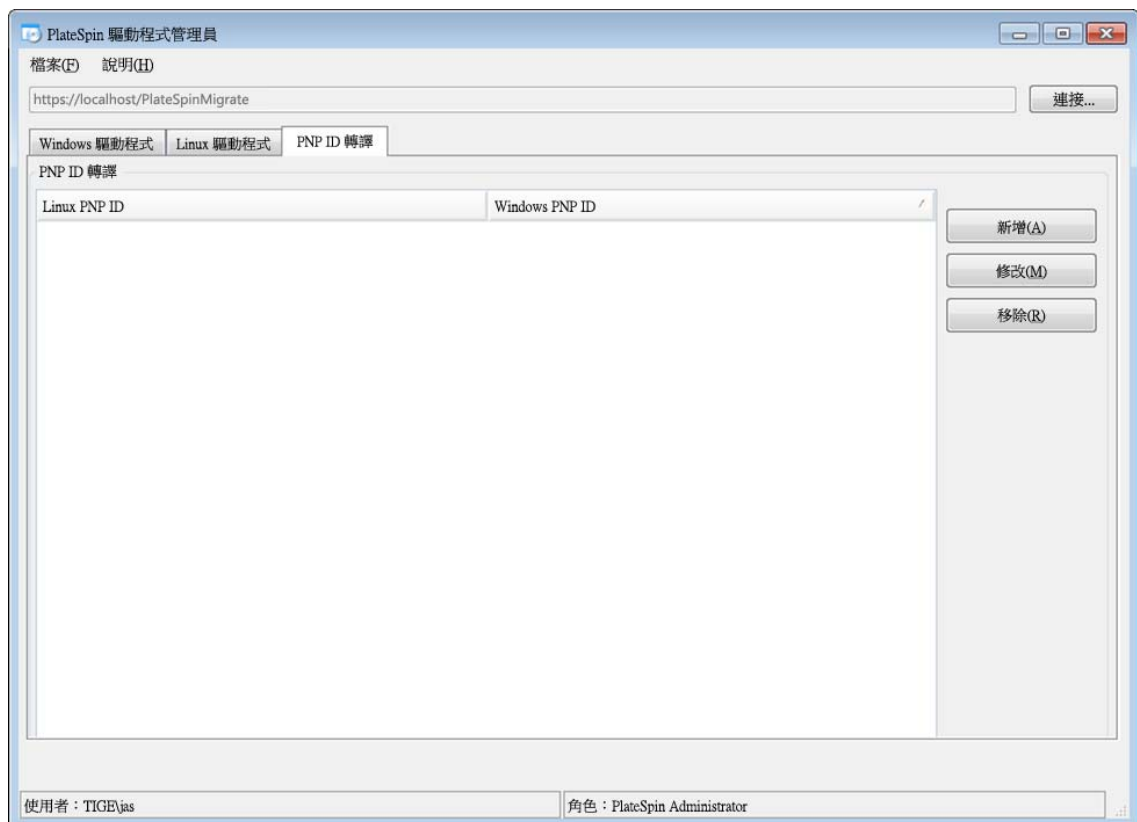 PlateSpin 驅動程式管理員
檔案(F) 說明(H)
https://localhost/PlateSpinMigrate 連接...
Windows 驅動程式 Linux 驅動程式 PNP ID 轉譯
PNP ID 轉譯
Linux PNP ID Windows PNP ID
新增(A)
修改(M)
移除(R)
使用者：TIGE\jas 角色：PlateSpin Administrator